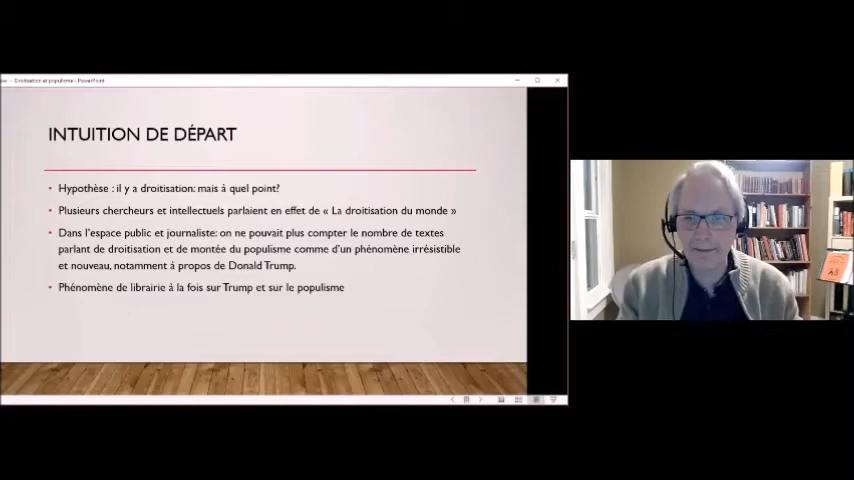 Droitisation et populisme - PowerPoint
INTUITION DE DÉPART
• Hypothèse : il y a droitisation: mais à quel point?
• Plusieurs chercheurs et intellectuels parlaient en effet de « La droitisation du monde »
• Dans l'espace public et journaliste: on ne pouvait plus compter le nombre de textes
parlant de droitisation et de montée du populisme comme d'un phénomène irrésistible
et nouveau, notamment à propos de Donald Trump.
• Phénomène de librairie à la fois sur Trump et sur le populisme